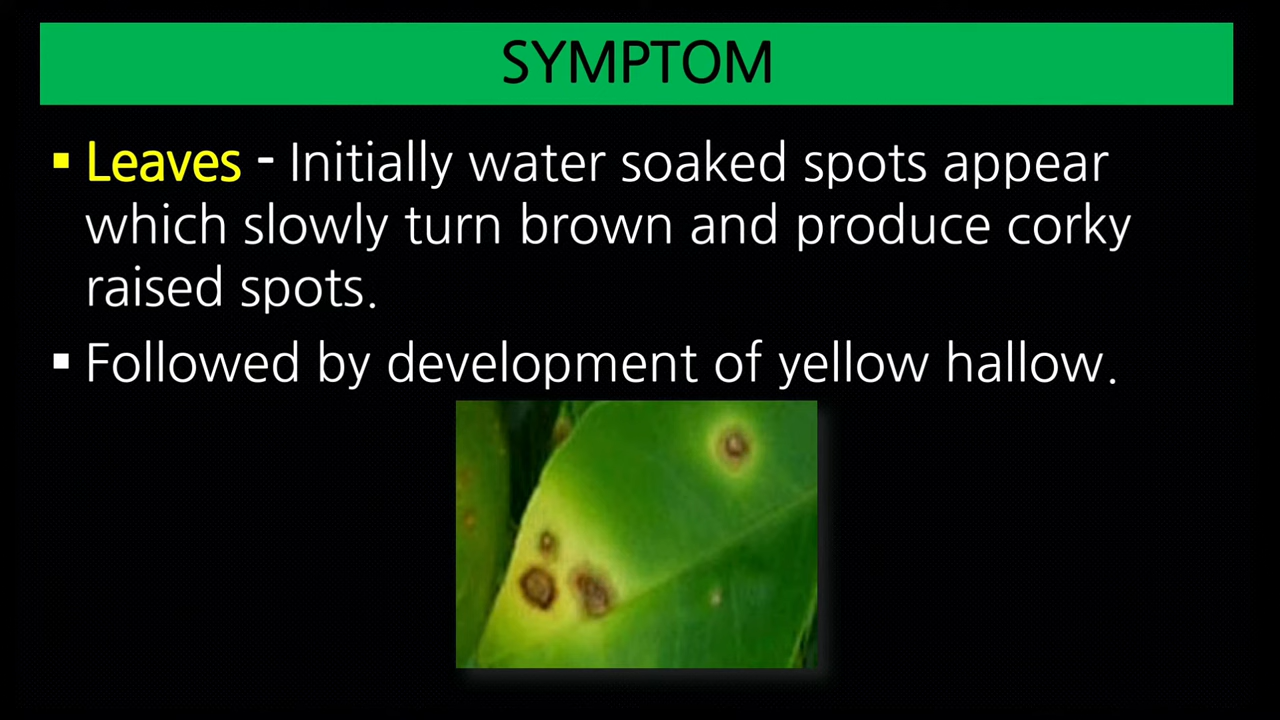 SYMPTOM
▪ Leaves - Initially water soaked spots appear
which slowly turn brown and produce corky
raised spots.
▪ Followed by development of yellow hallow.